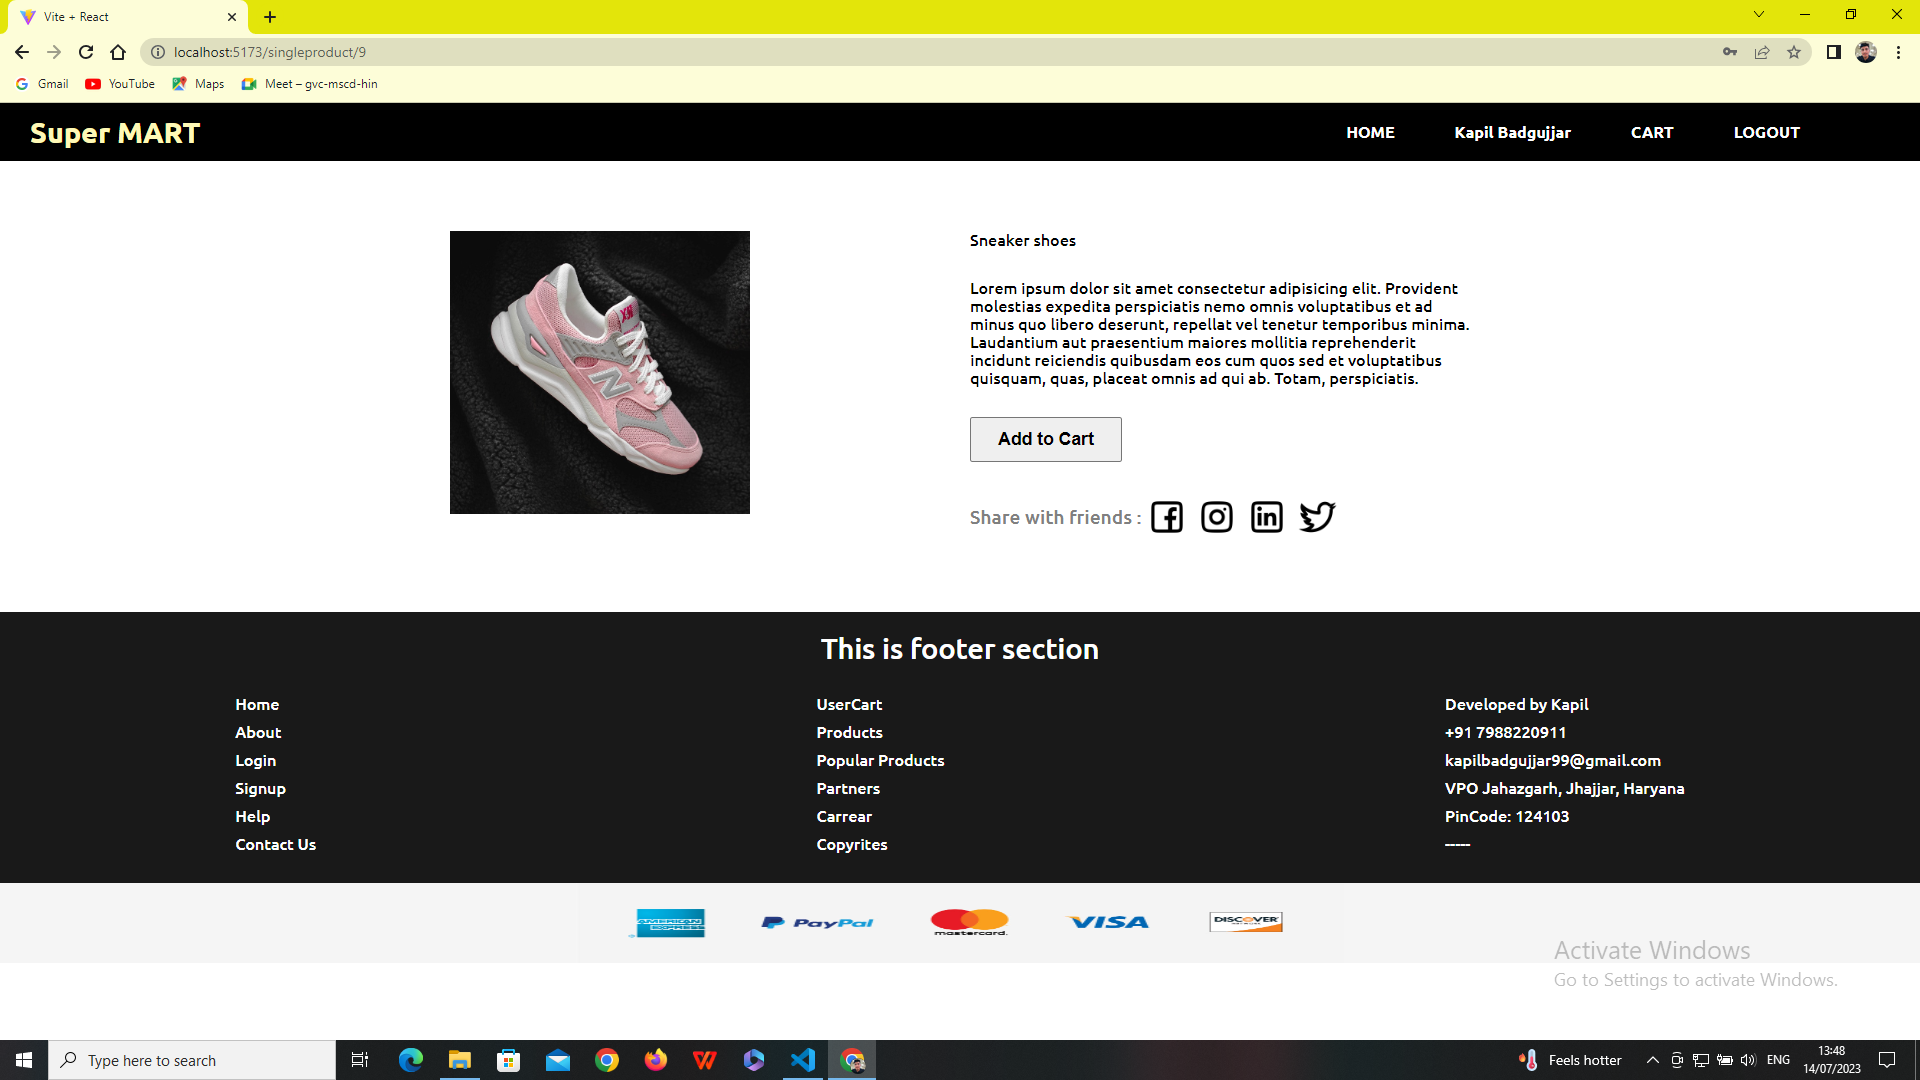 Vite + React
localhost:5173/singleproduct/9
Gmail
YouTube
Maps
Meet – gvc-mscd-hin
Super MART
HOME
Kapil Badgujjar
CART
LOGOUT
Sneaker shoes
Lorem ipsum dolor sit amet consectetur adipisicing elit. Provident
molestias expedita perspiciatis nemo omnis voluptatibus et ad
minus quo libero deserunt, repellat vel tenetur temporibus minima.
Laudantium aut praesentium maiores mollitia reprehenderit
incidunt reiciendis quibusdam eos cum quos sed et voluptatibus
quisquam, quas, placeat omnis ad qui ab. Totam, perspiciatis.
Add to Cart
Share with friends :
This is footer section
Home
About
Login
Signup
Help
Contact Us
UserCart
Products
Popular Products
Partners
Carrear
Copyrites
Developed by Kapil
+91 7988220911
kapilbadgujjar99@gmail.com
VPO Jahazgarh, Jhajjar, Haryana
PinCode: 124103
-----
AMERICAN
EXPRESS
PayPal
mastercard.
VISA
DISCOVER
Activate Windows
Go to Settings to activate Windows.
Type here to search
Feels hotter
ENG
13:48
14/07/2023